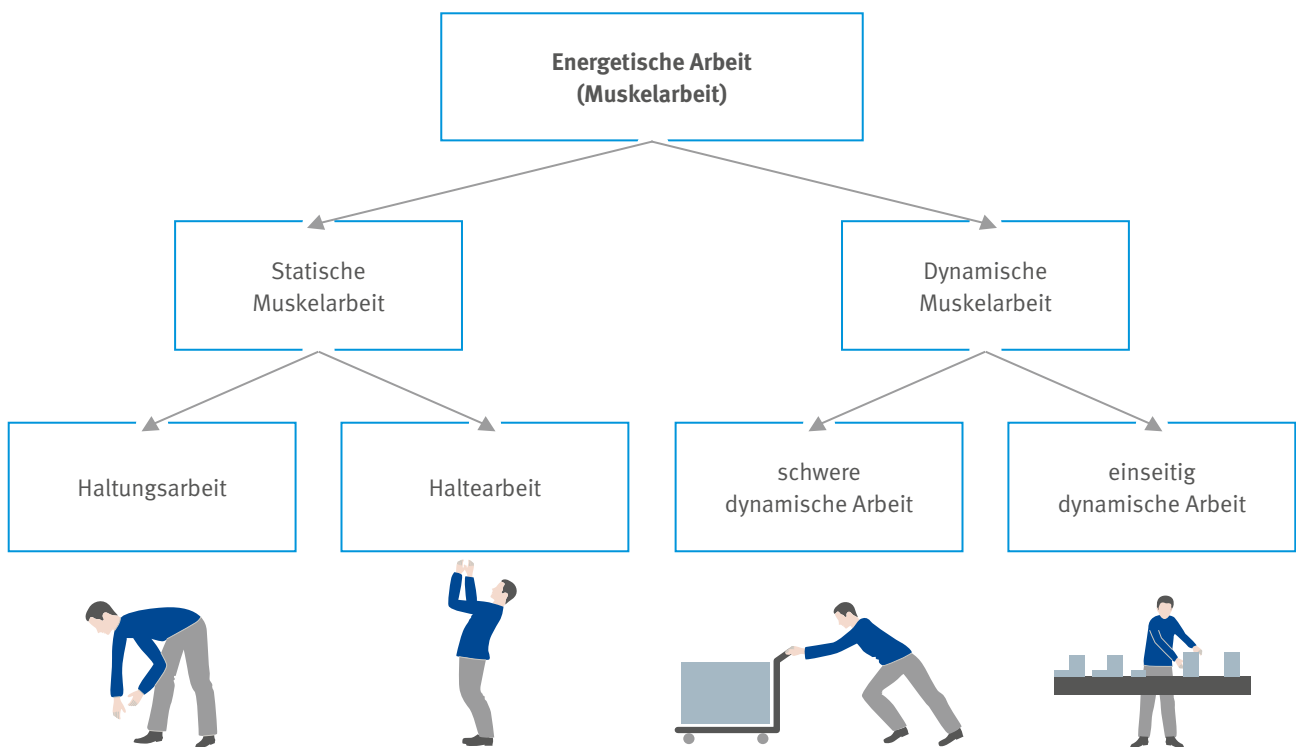 Energetische Arbeit
(Muskelarbeit)
Statische
Muskelarbeit
Dynamische
Muskelarbeit
Haltungsarbeit
Haltearbeit
schwere
dynamische Arbeit
einseitig
dynamische Arbeit